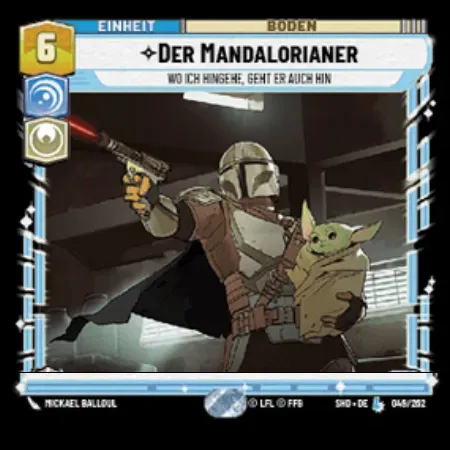 EINHEIT
BODEN
6
DER MANDALORIANER
WO ICH HINGEHE, GEHT ER AUCH HIN
MICKAEL BALLOUL
© LFL © FFG
SHD • DE
049/262